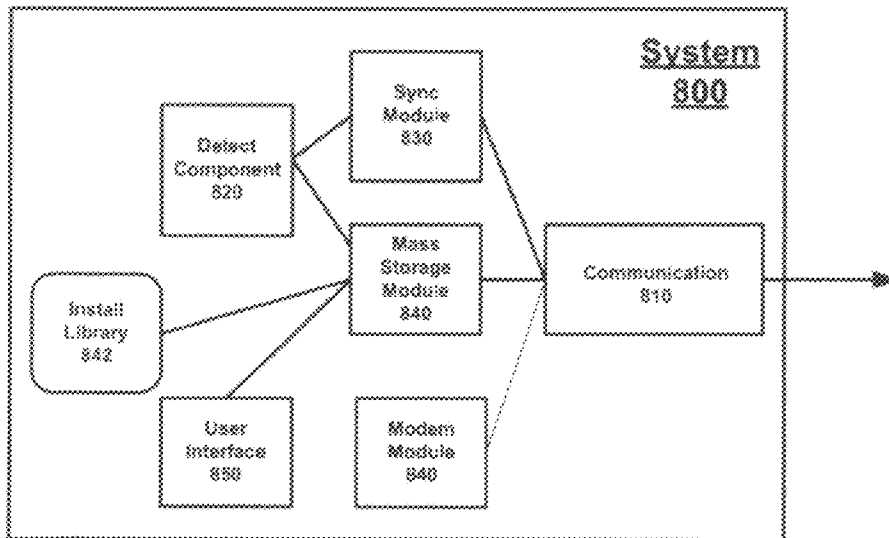 System
800
Sync
Module
830
Detect
Component
820
Mass
Storage
Module
840
Communication
810
Install
Library
842
User
Interface
850
Modem
Module
840